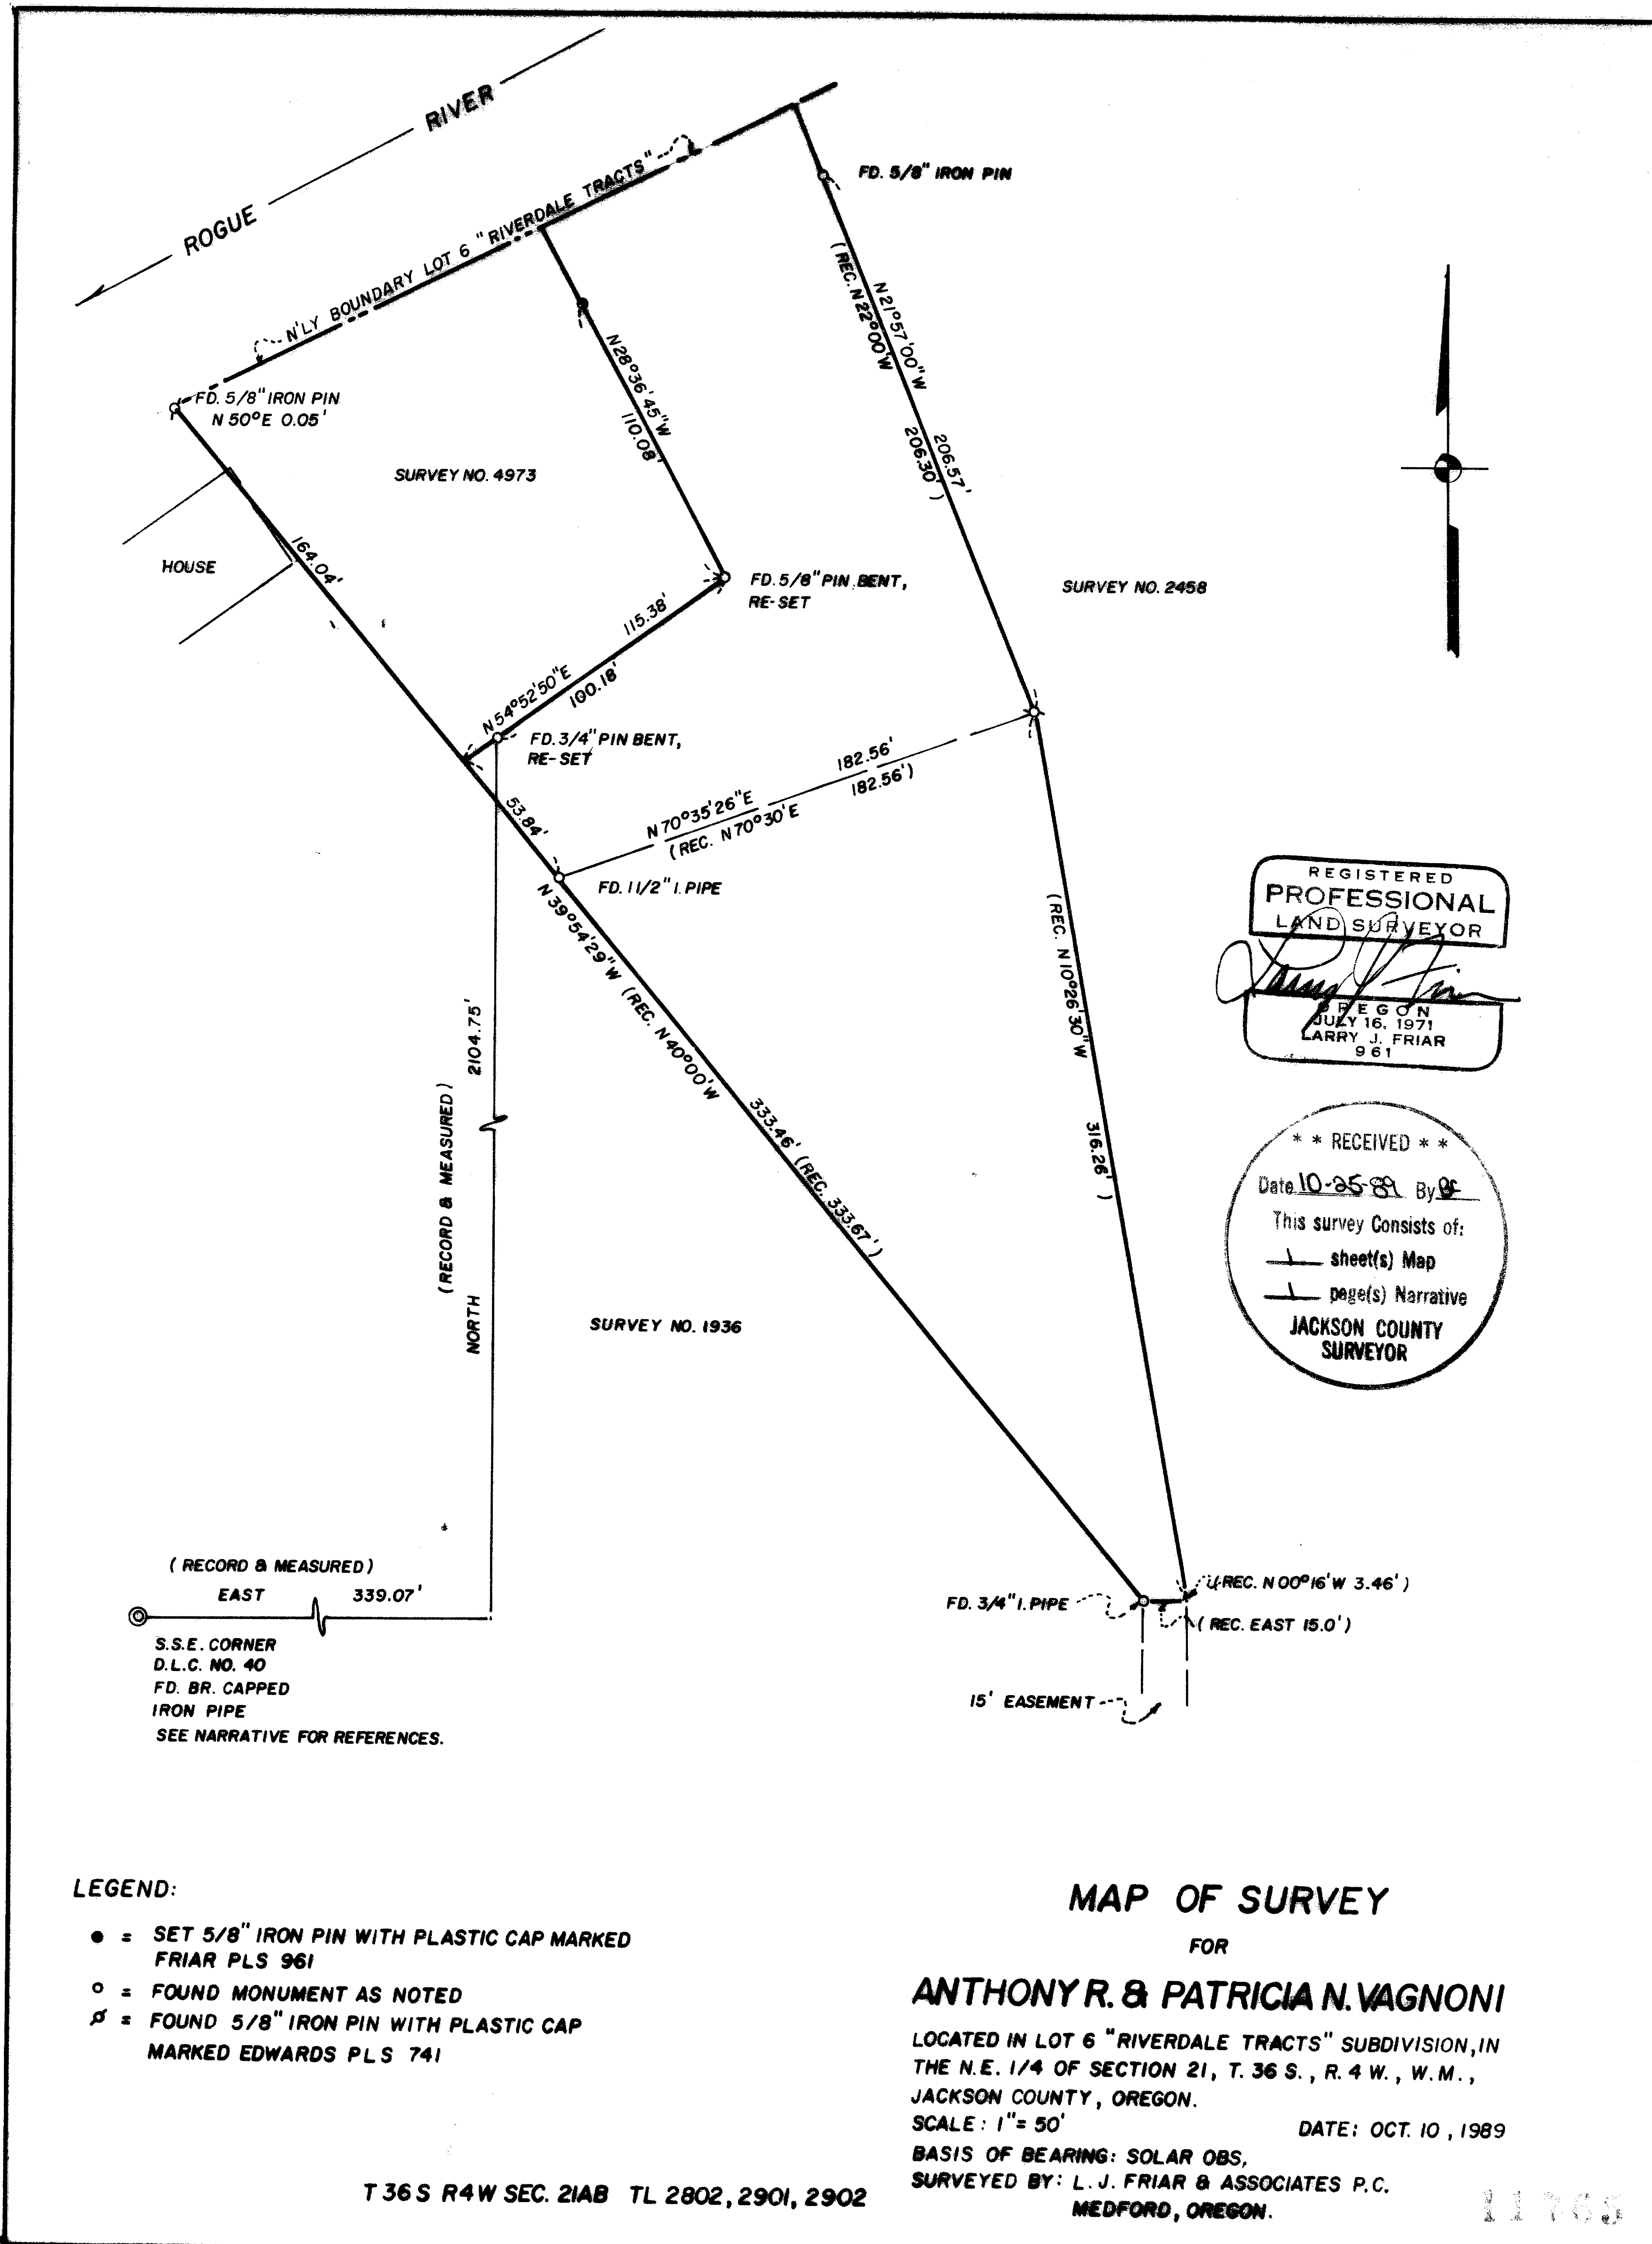 ROGUE RIVER
N'LY BOUNDARY LOT 6 "RIVERDALE TRACTS"
FD. 5/8" IRON PIN
(REC. N 22°00'W 206.30')
N 21°57'00"W 206.57'
FD. 5/8" IRON PIN
N 50°E 0.05'
N 28°36'45"W
110.08'
SURVEY NO. 4973
HOUSE
164.04'
FD. 5/8" PIN BENT,
RE-SET
SURVEY NO. 2458
115.38'
N 54°52'50"E
100.18'
FD. 3/4" PIN BENT,
RE-SET
53.84'
N 70°35'26"E 182.56'
(REC. N 70°30'E 182.56')
FD. 1 1/2" I. PIPE
N 39°54'29"W (REC. N 40°00'W
333.46' (REC. 333.67')
(REC. N 10°26'30"W 316.26')
REGISTERED
PROFESSIONAL
LAND SURVEYOR
OREGON
JULY 16, 1971
LARRY J. FRIAR
961
(RECORD & MEASURED)
NORTH 2104.75'
* * RECEIVED * *
Date 10-25-89 By
This survey Consists of:
1 sheet(s) Map
1 page(s) Narrative
JACKSON COUNTY
SURVEYOR
SURVEY NO. 1936
(RECORD & MEASURED)
EAST 339.07'
S.S.E. CORNER
D.L.C. NO. 40
FD. BR. CAPPED
IRON PIPE
SEE NARRATIVE FOR REFERENCES.
FD. 3/4" I. PIPE
(REC. N 00°16'W 3.46')
(REC. EAST 15.0')
15' EASEMENT
LEGEND:
● = SET 5/8" IRON PIN WITH PLASTIC CAP MARKED
FRIAR PLS 961
○ = FOUND MONUMENT AS NOTED
= FOUND 5/8" IRON PIN WITH PLASTIC CAP
MARKED EDWARDS PLS 741
MAP OF SURVEY
FOR
ANTHONY R. & PATRICIA N. VAGNONI
LOCATED IN LOT 6 "RIVERDALE TRACTS" SUBDIVISION, IN
THE N.E. 1/4 OF SECTION 21, T. 36 S., R. 4 W., W.M.,
JACKSON COUNTY, OREGON.
SCALE: 1"= 50' DATE: OCT. 10, 1989
BASIS OF BEARING: SOLAR OBS,
SURVEYED BY: L. J. FRIAR & ASSOCIATES P.C.
MEDFORD, OREGON.
T 36 S R4W SEC. 21AB TL 2802, 2901, 2902
11765